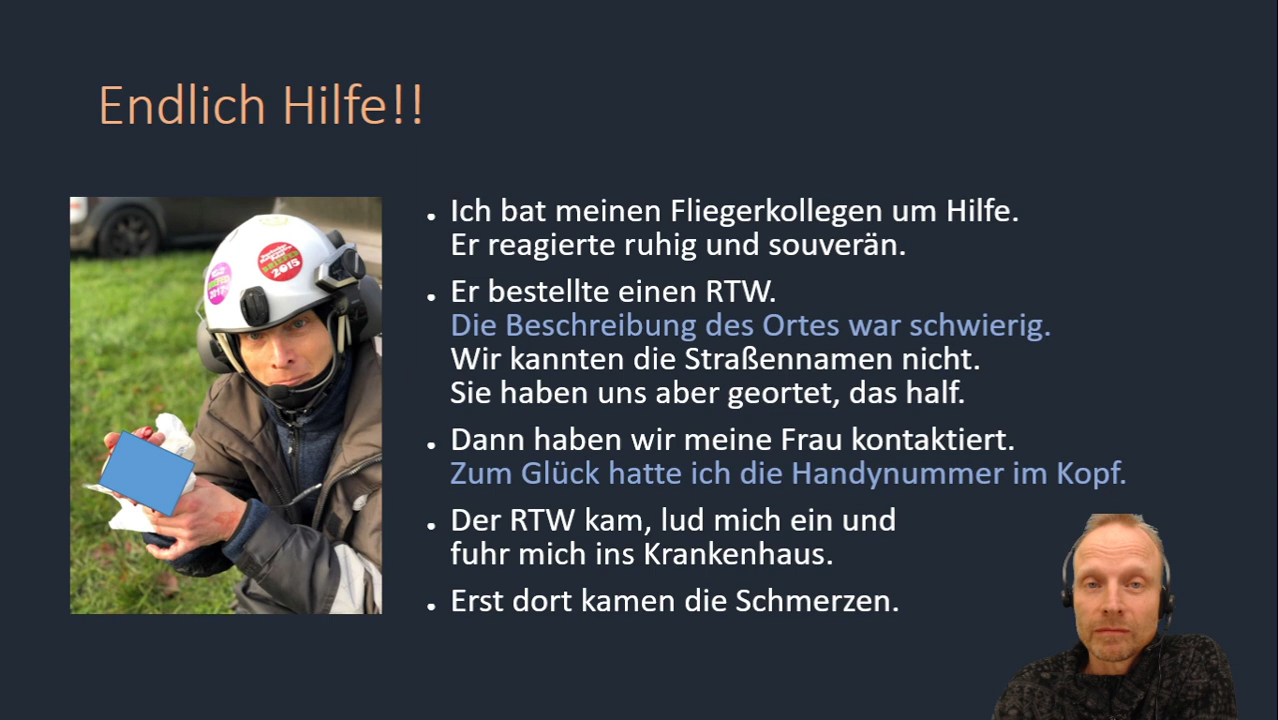 Endlich Hilfe!!
2015
Ich bat meinen Fliegerkollegen um Hilfe.
Er reagierte ruhig und souverän.
Er bestellte einen RTW.
Die Beschreibung des Ortes war schwierig.
Wir kannten die Straßennamen nicht.
Sie haben uns aber geortet, das half.
Dann haben wir meine Frau kontaktiert.
Zum Glück hatte ich die Handynummer im Kopf.
Der RTW kam, lud mich ein und
fuhr mich ins Krankenhaus.
Erst dort kamen die Schmerzen.